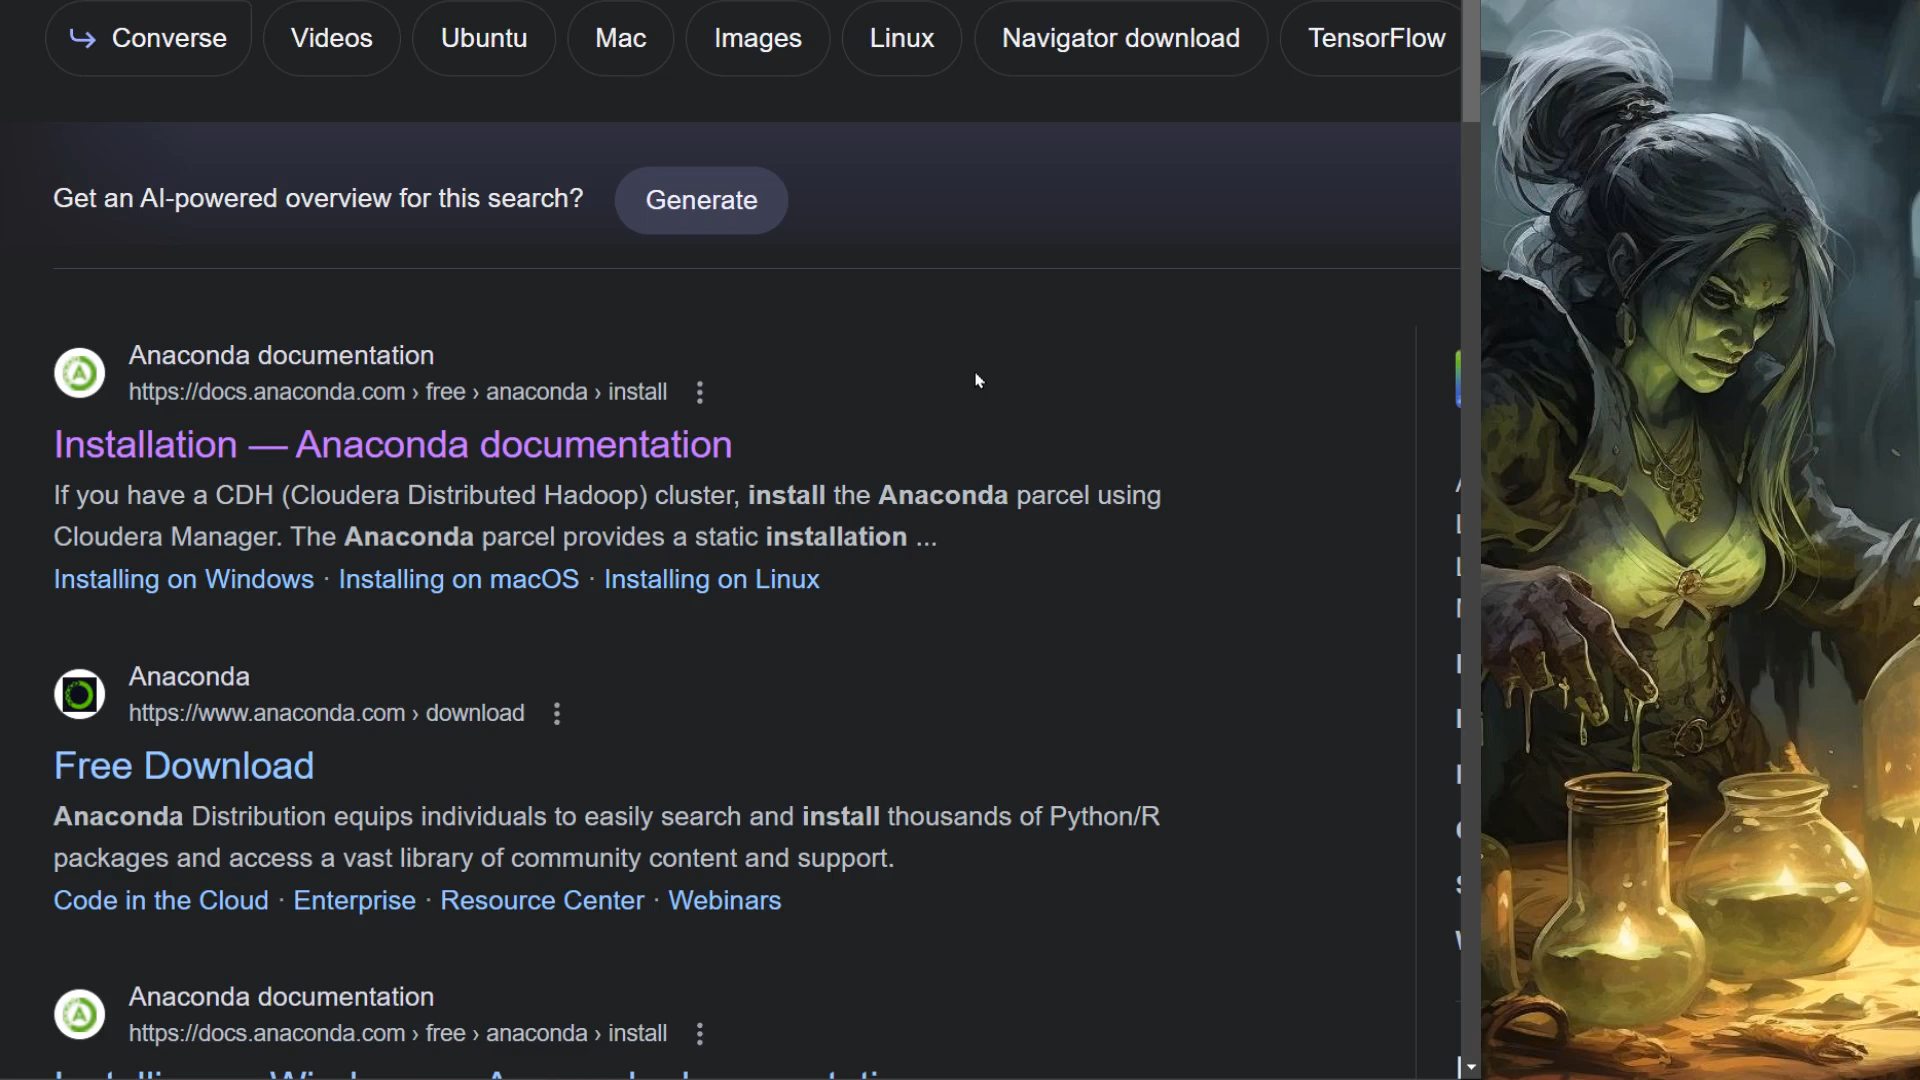 Converse
Videos
Ubuntu
Mac
Images
Linux
Navigator download
TensorFlow
Get an AI-powered overview for this search?
Generate
Anaconda documentation
https://docs.anaconda.com › free › anaconda › install
Installation — Anaconda documentation
If you have a CDH (Cloudera Distributed Hadoop) cluster, install the Anaconda parcel using
Cloudera Manager. The Anaconda parcel provides a static installation ...
Installing on Windows · Installing on macOS · Installing on Linux
Anaconda
https://www.anaconda.com › download
Free Download
Anaconda Distribution equips individuals to easily search and install thousands of Python/R
packages and access a vast library of community content and support.
Code in the Cloud · Enterprise · Resource Center · Webinars
Anaconda documentation
https://docs.anaconda.com › free › anaconda › install